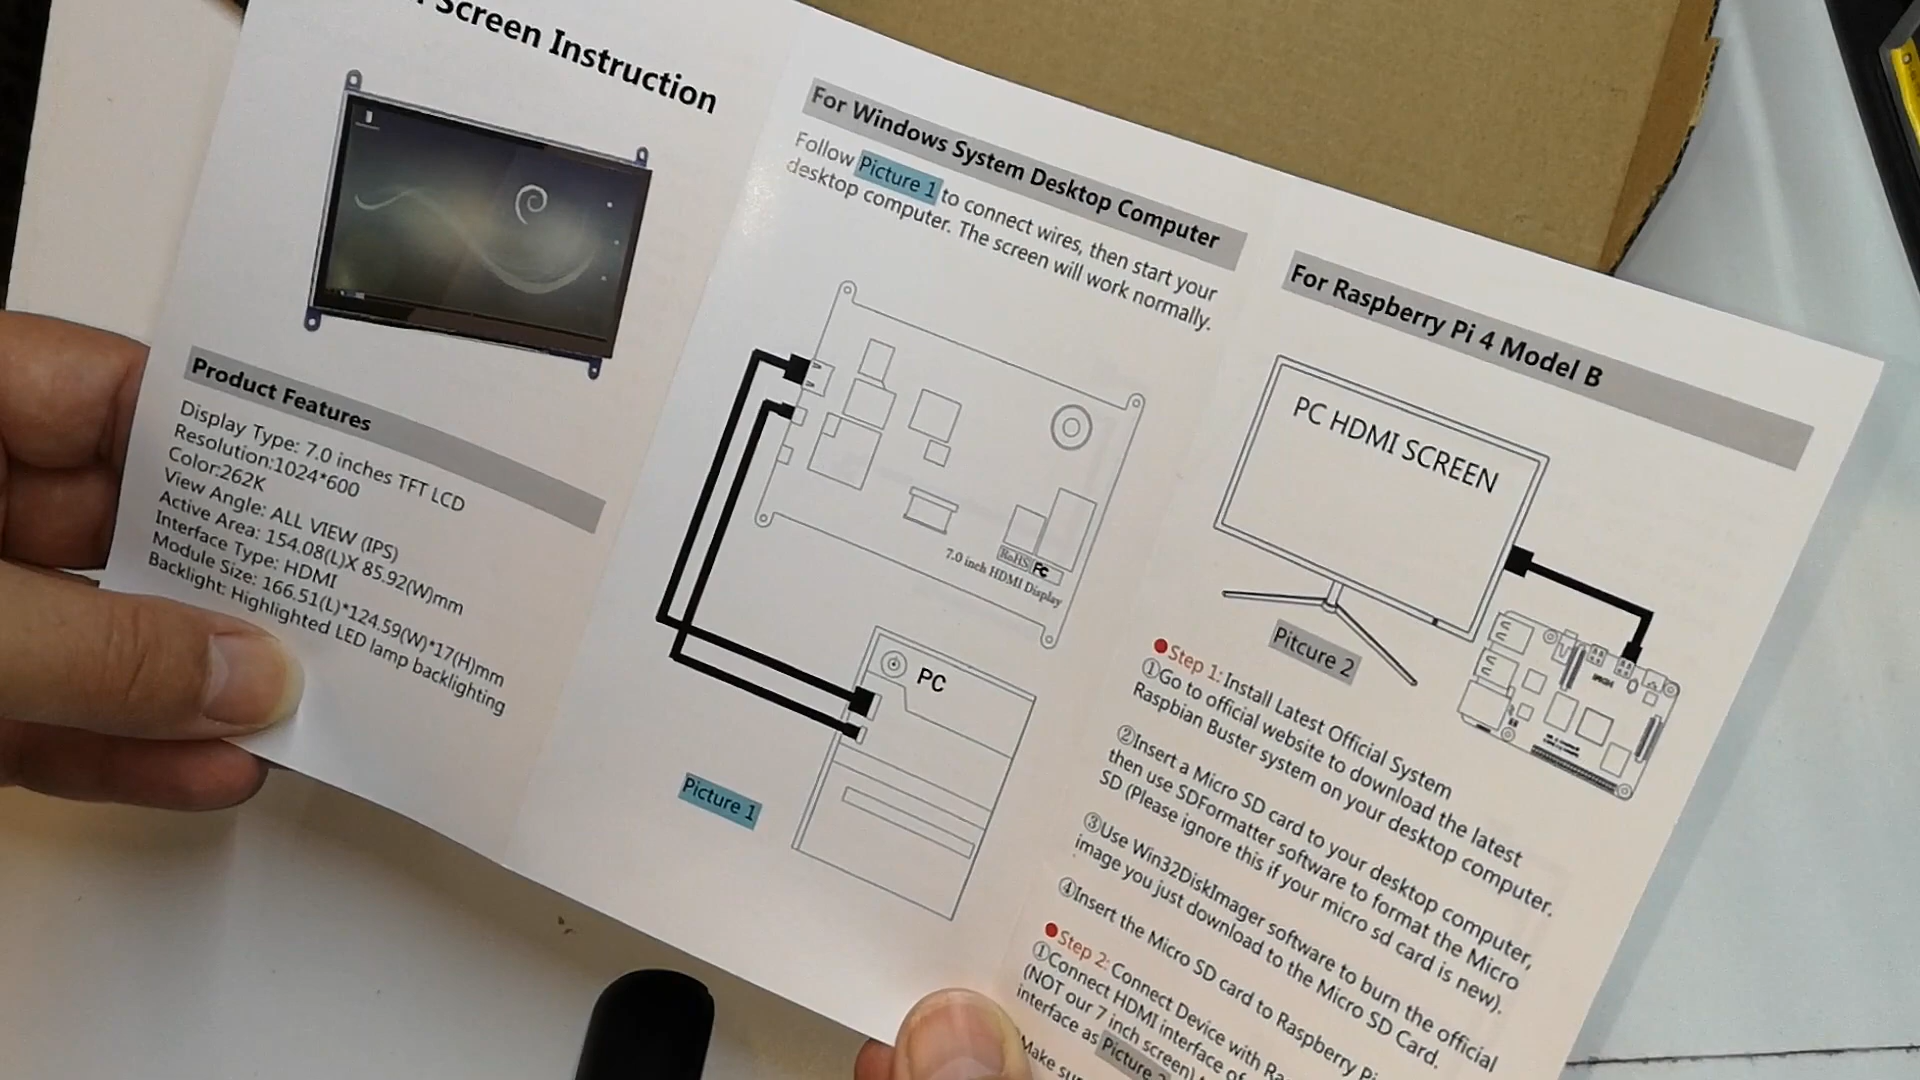 Screen Instruction
Product Features
Display Type: 7.0 inches TFT LCD
Resolution:1024*600
Color:262K
View Angle: ALL VIEW (IPS)
Active Area: 154.08(L)X 85.92(W)mm
Interface Type: HDMI
Module Size: 166.51(L)*124.59(W)*17(H)mm
Backlight: Highlighted LED lamp backlighting
For Windows System Desktop Computer
Follow Picture 1 to connect wires, then start your
desktop computer. The screen will work normally.
RoHS FC
7.0 inch HDMI Display
PC
Picture 1
For Raspberry Pi 4 Model B
PC HDMI SCREEN
Pitcure 2
●Step 1: Install Latest Official System
①Go to official website to download the latest
Raspbian Buster system on your desktop computer.
②Insert a Micro SD card to your desktop computer,
then use SDFormatter software to format the Micro
SD (Please ignore this if your micro sd card is new).
③Use Win32DiskImager software to burn the official
image you just download to the Micro SD Card.
④Insert the Micro SD card to Raspberry Pi
●Step 2: Connect Device with
①Connect HDMI interface of
(NOT our 7 inch screen)
interface as Picture 2
Make